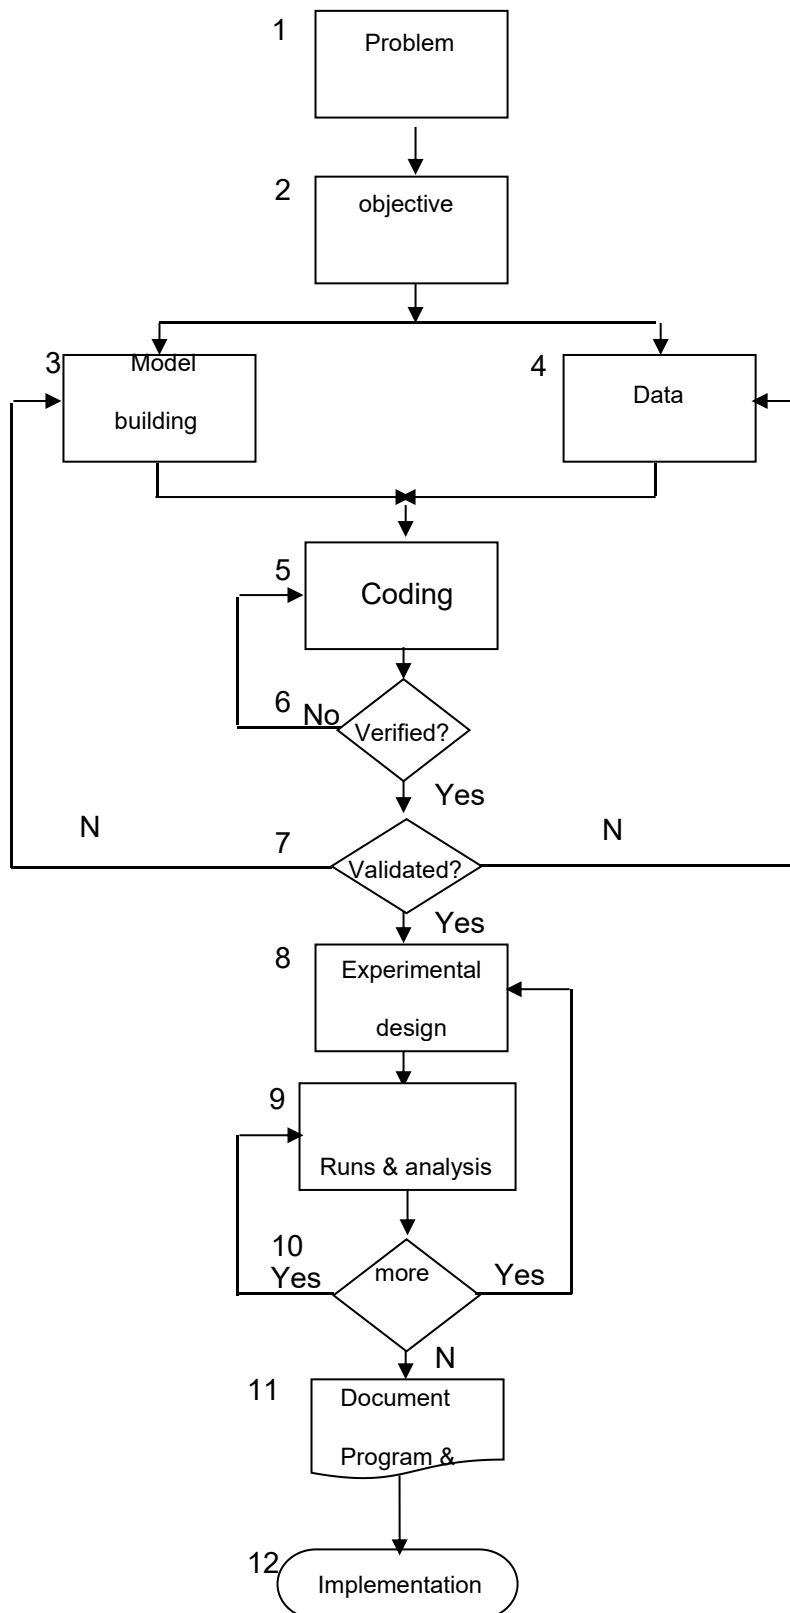 1
Problem
2
objective
3
Model
building
4
Data
5
Coding
6
No
Verified?
Yes
N
7
N
Validated?
Yes
8
Experimental
design
9
Runs & analysis
10
Yes
more
Yes
N
11
Document
Program &
12
Implementation